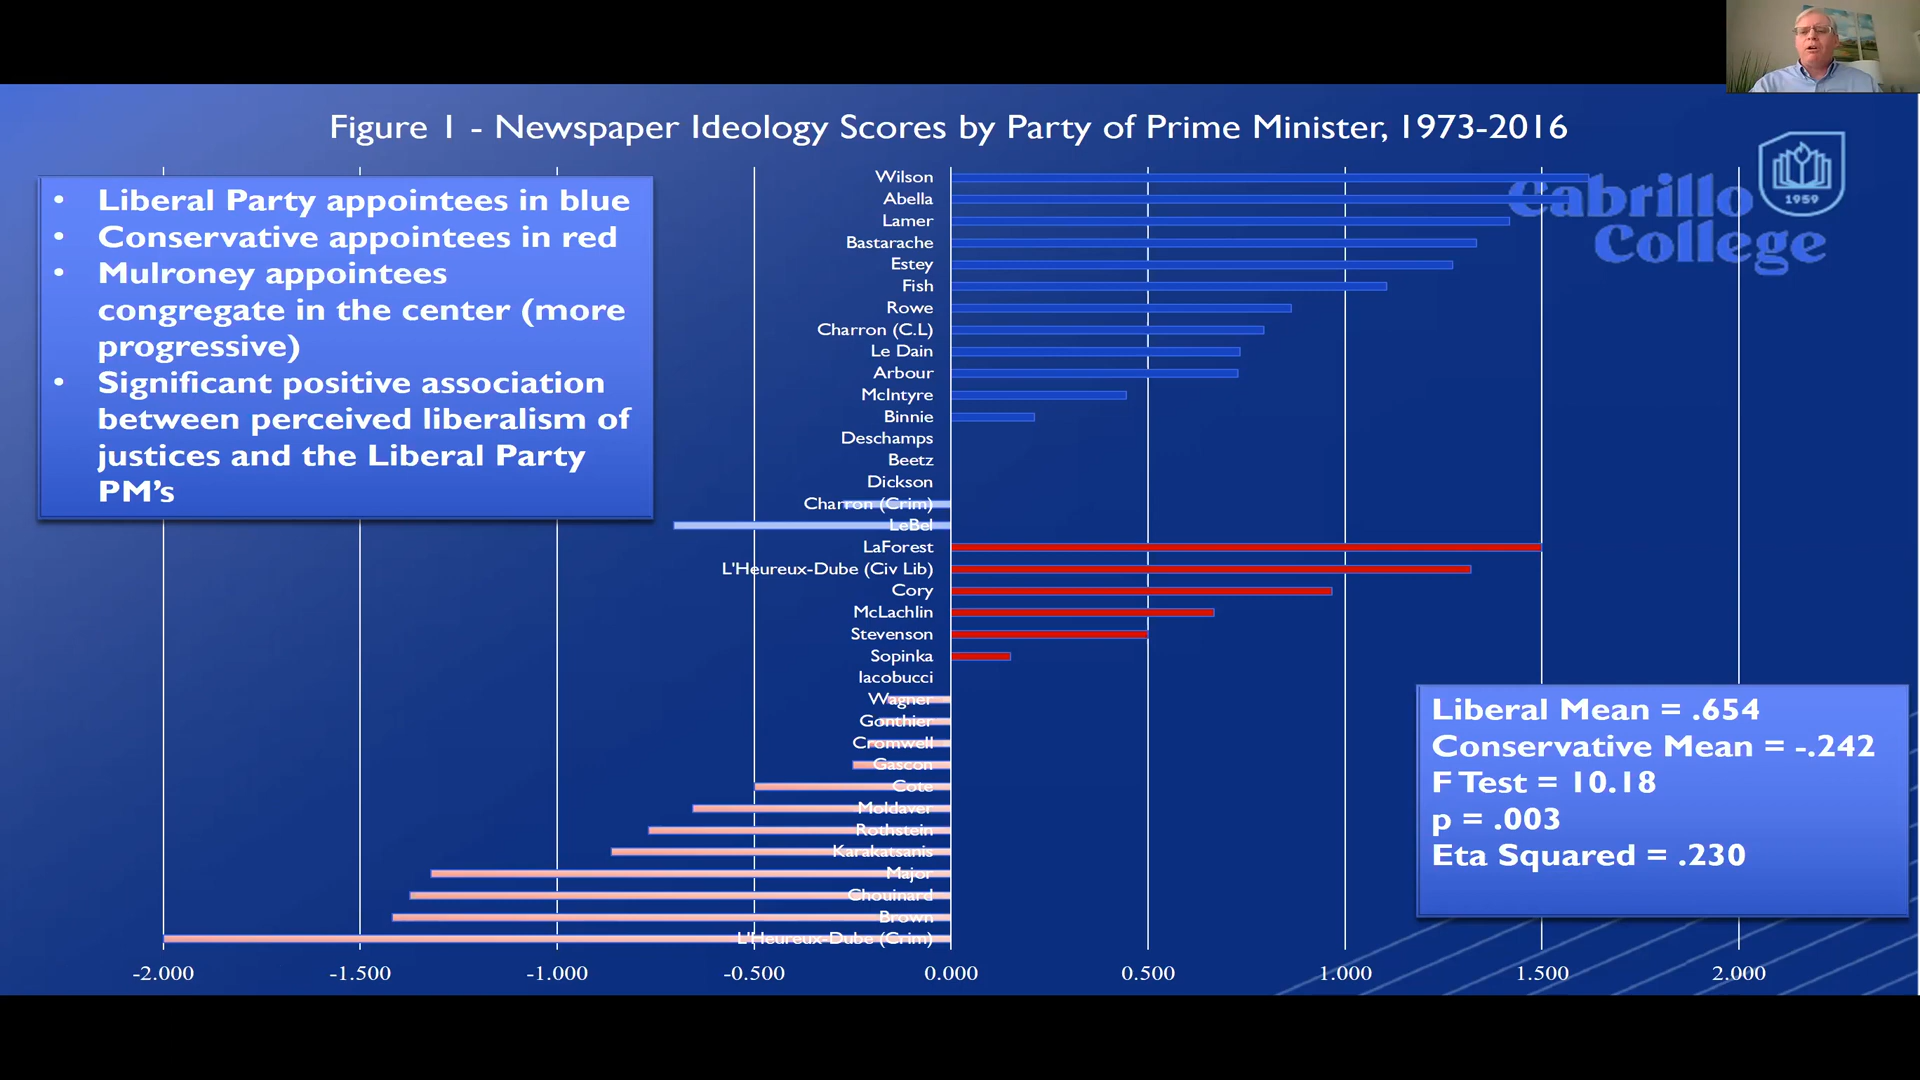 Figure 1 - Newspaper Ideology Scores by Party of Prime Minister, 1973-2016
• Liberal Party appointees in blue
• Conservative appointees in red
• Mulroney appointees
congregate in the center (more
progressive)
• Significant positive association
between perceived liberalism of
justices and the Liberal Party
PM's
Cabrillo
College
1959
Wilson
Abella
Lamer
Bastarache
Estey
Fish
Rowe
Charron (C.L)
Le Dain
Arbour
McIntyre
Binnie
Deschamps
Beetz
Dickson
Charron (Crim)
LeBel
LaForest
L'Heureux-Dube (Civ Lib)
Cory
McLachlin
Stevenson
Sopinka
Iacobucci
Wagner
Gonthier
Cromwell
Gascon
Cote
Moldaver
Rothstein
Karakatsanis
Major
Chouinard
Brown
L'Heureux-Dube (Crim)
Liberal Mean = .654
Conservative Mean = -.242
F Test = 10.18
p = .003
Eta Squared = .230
-2.000 -1.500 -1.000 -0.500 0.000 0.500 1.000 1.500 2.000